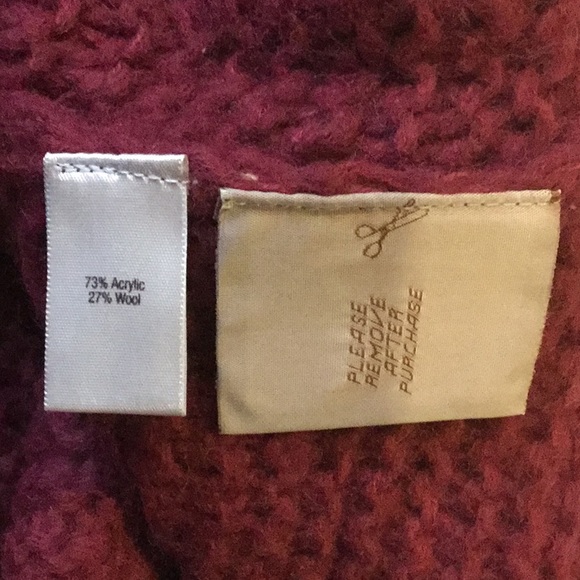 73% Acrylic
27% Wool
PLEASE
REMOVE
AFTER
PURCHASE